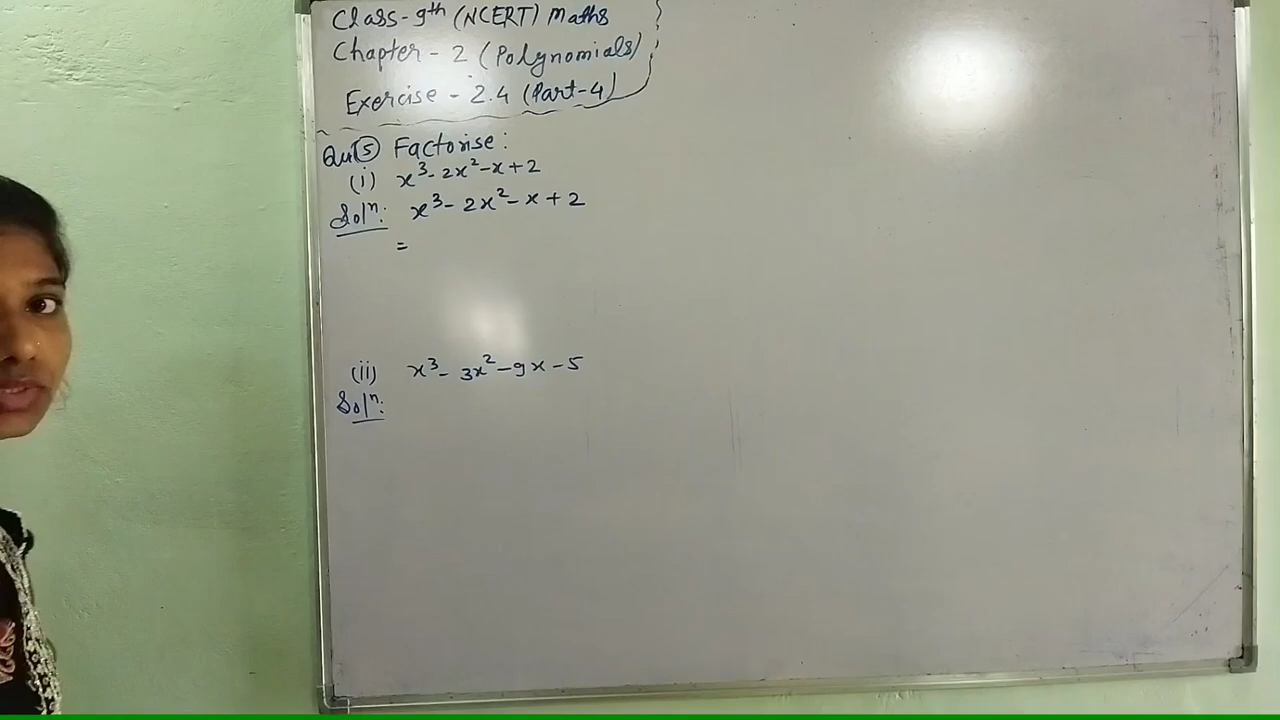 Class-9th (NCERT) Maths
Chapter - 2 (Polynomials)
Exercise - 2.4 (Part-4)
Qu ⑤ Factorise :
(i) x³- 2x²-x+2
Solⁿ: x³- 2x²- x + 2
=
(ii) x³- 3x²-9x-5
Solⁿ: